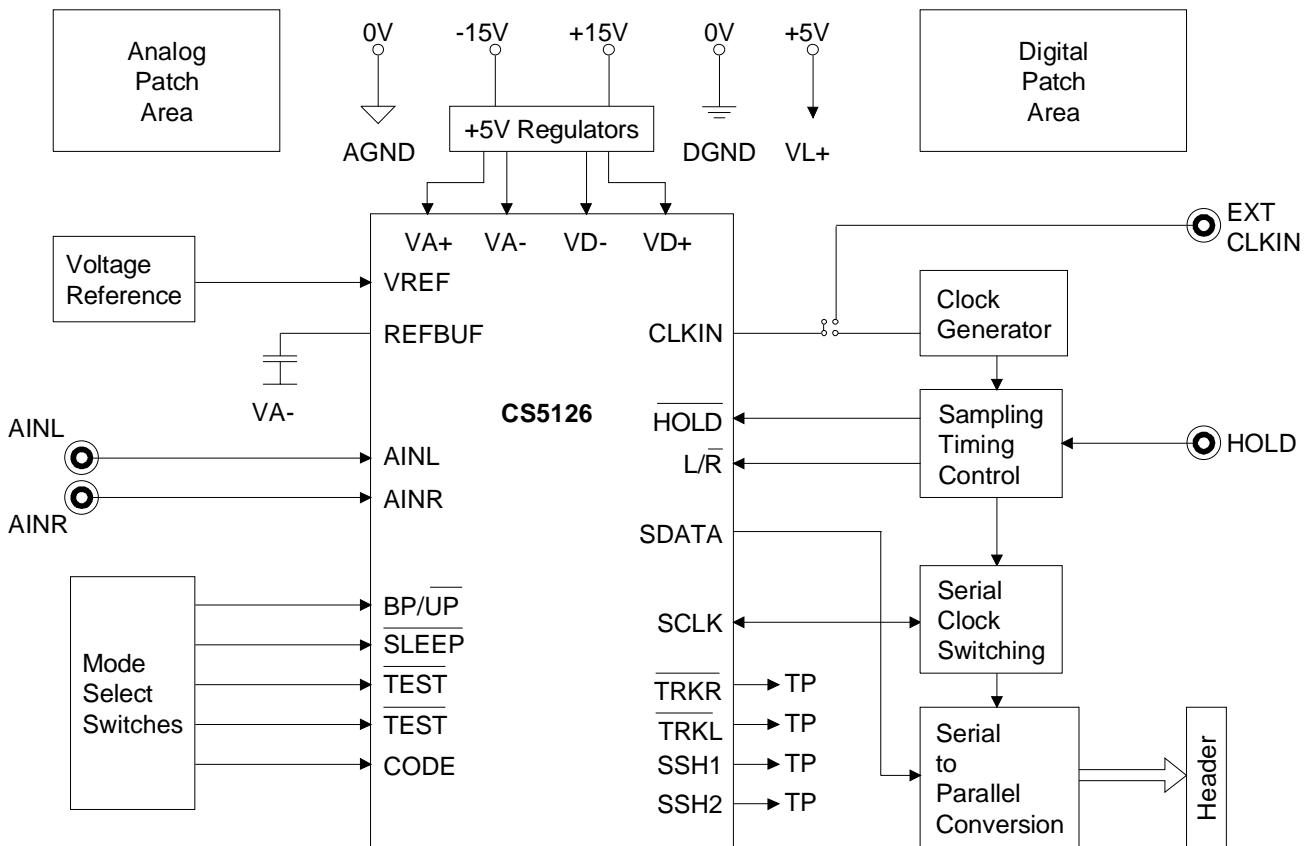 Analog
Patch
Area
0V
-15V
+15V
0V
+5V
Digital
Patch
Area
+5V Regulators
AGND
DGND
VL+
VA+
VA-
VD-
VD+
EXT
CLKIN
Voltage
Reference
VREF
REFBUF
VA-
CLKIN
Clock
Generator
CS5126
HOLD
L/R
Sampling
Timing
Control
HOLD
AINL
AINL
AINR
AINR
SDATA
Mode
Select
Switches
BP/UP
SLEEP
TEST
TEST
CODE
SCLK
Serial
Clock
Switching
TRKR
TP
TRKL
TP
SSH1
TP
SSH2
TP
Serial
to
Parallel
Conversion
Header